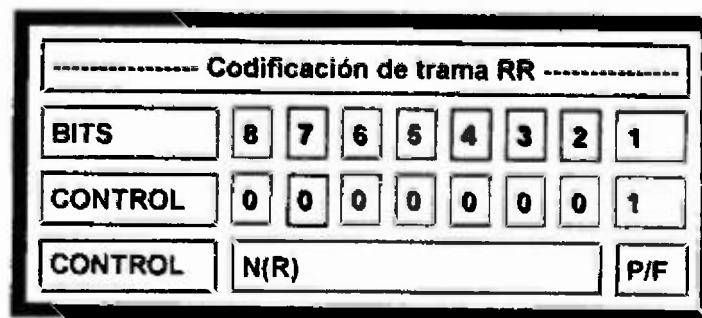 --------------- Codificación de trama RR --------------
BITS 8 7 6 5 4 3 2 1
CONTROL 0 0 0 0 0 0 0 1
CONTROL N(R) P/F